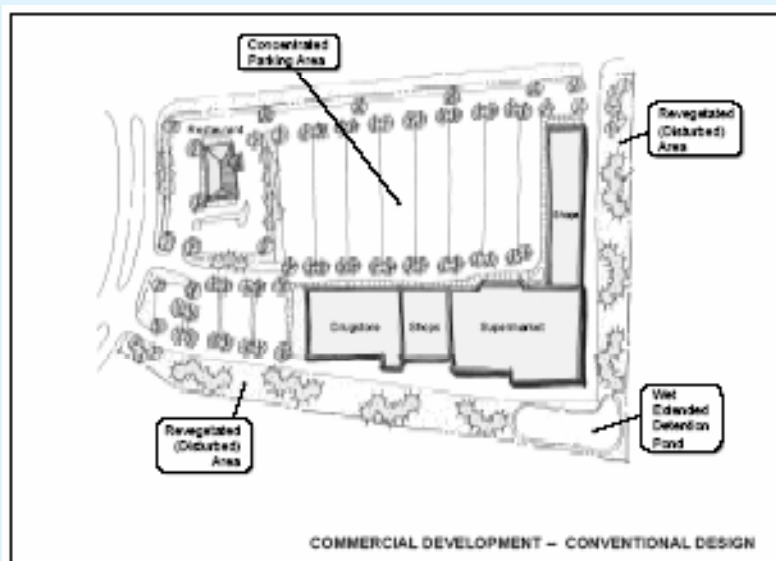 Concentrated
Parking Area
Restaurant
Revegetated
(Disturbed)
Area
Shops
Drugstore
Shops
Supermarket
Wet
Extended
Detention
Pond
Revegetated
(Disturbed)
Area
COMMERCIAL DEVELOPMENT – CONVENTIONAL DESIGN